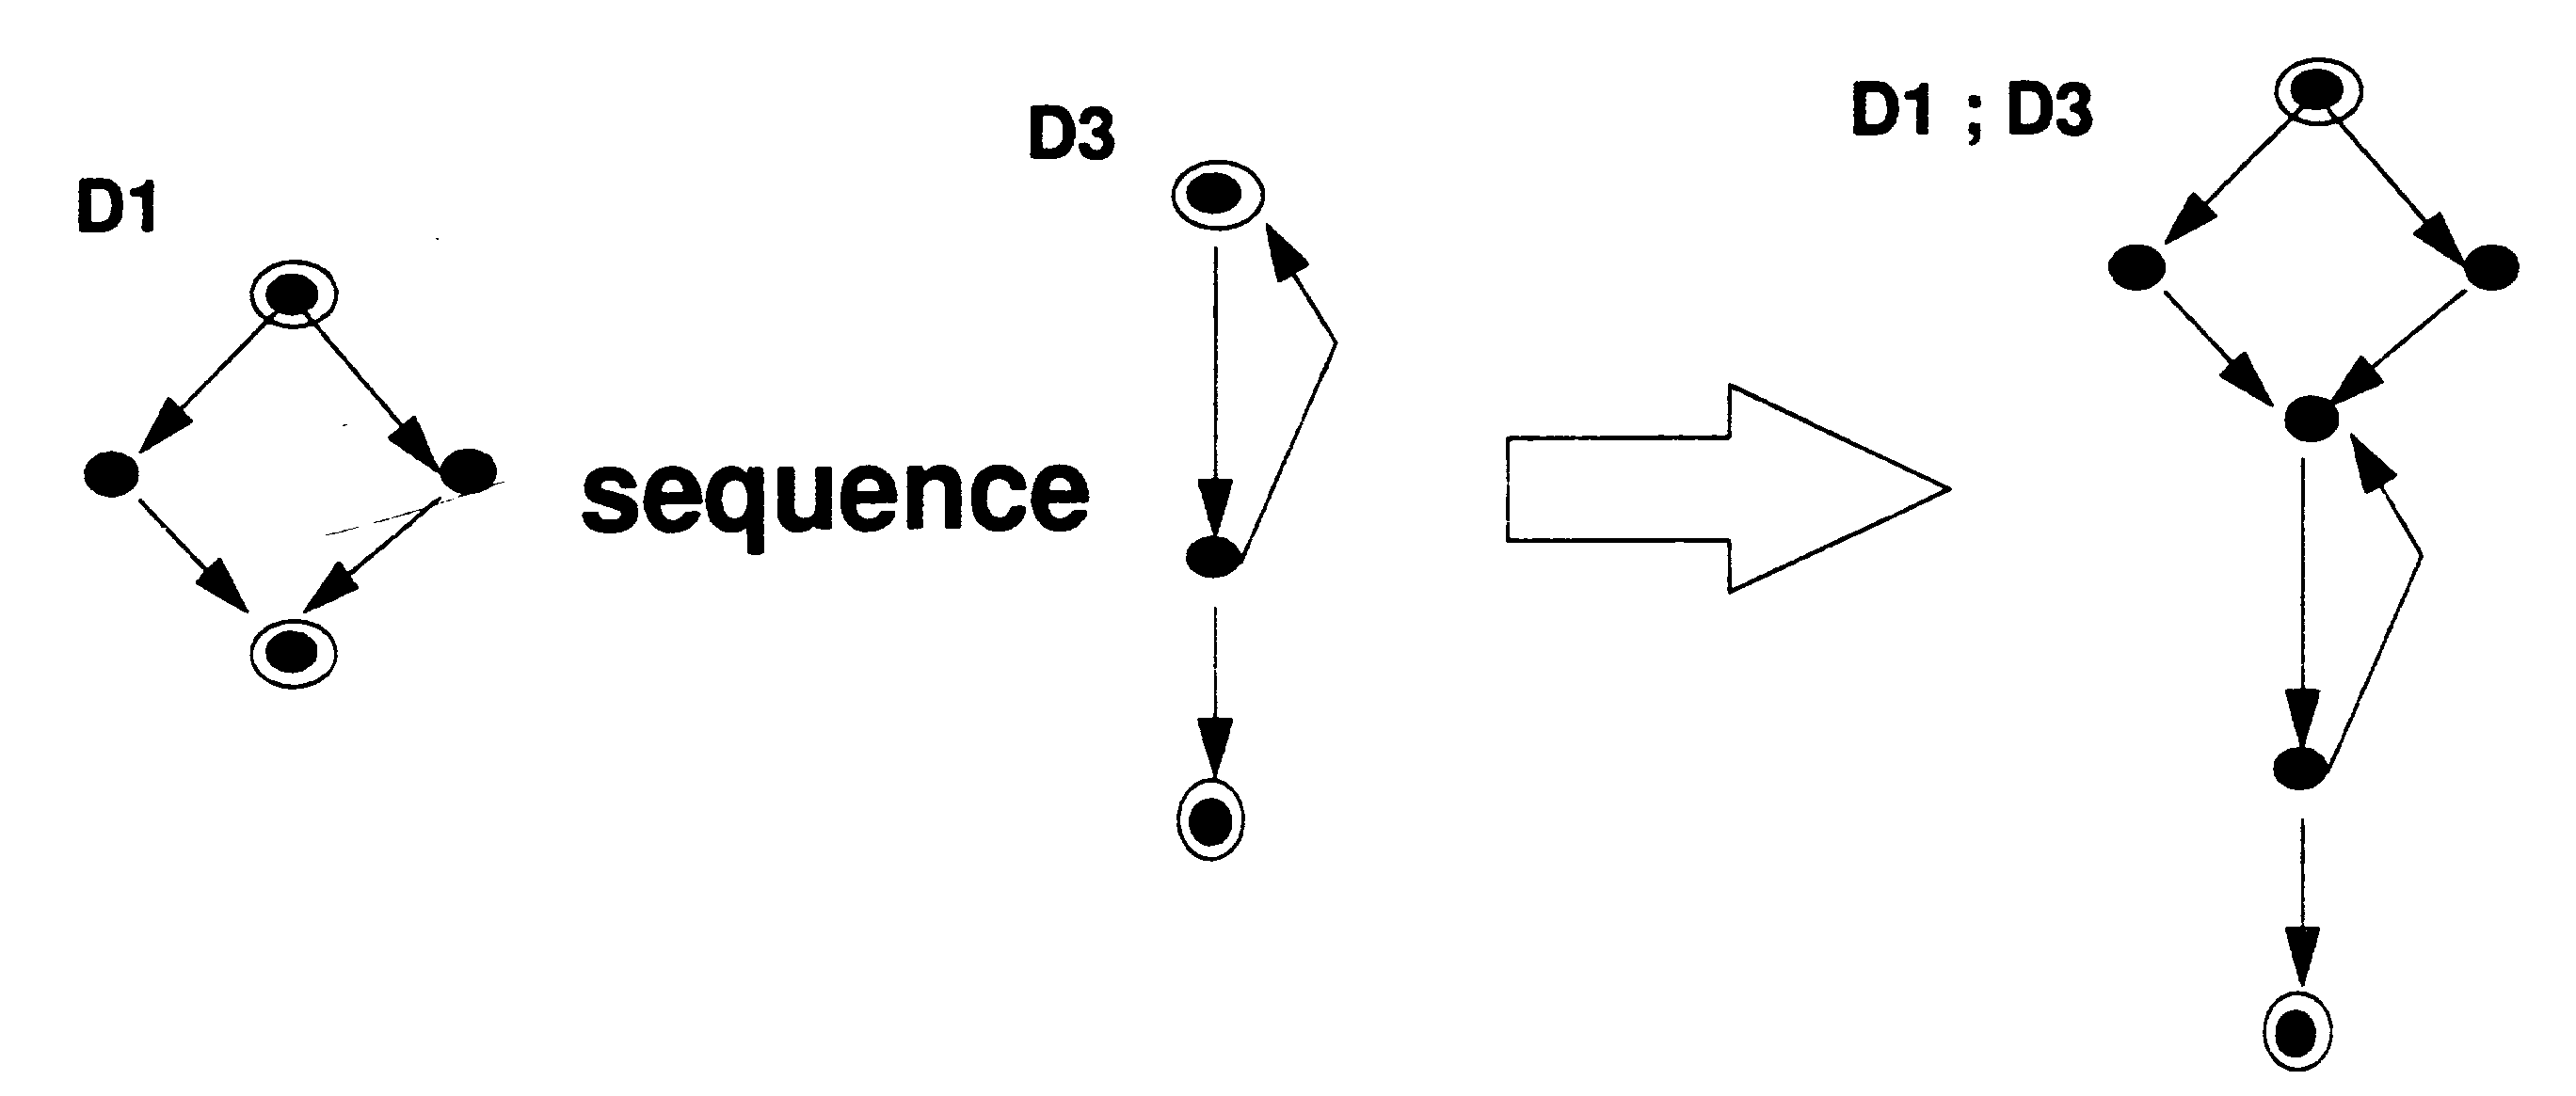 D1
sequence
D3
D1 ; D3